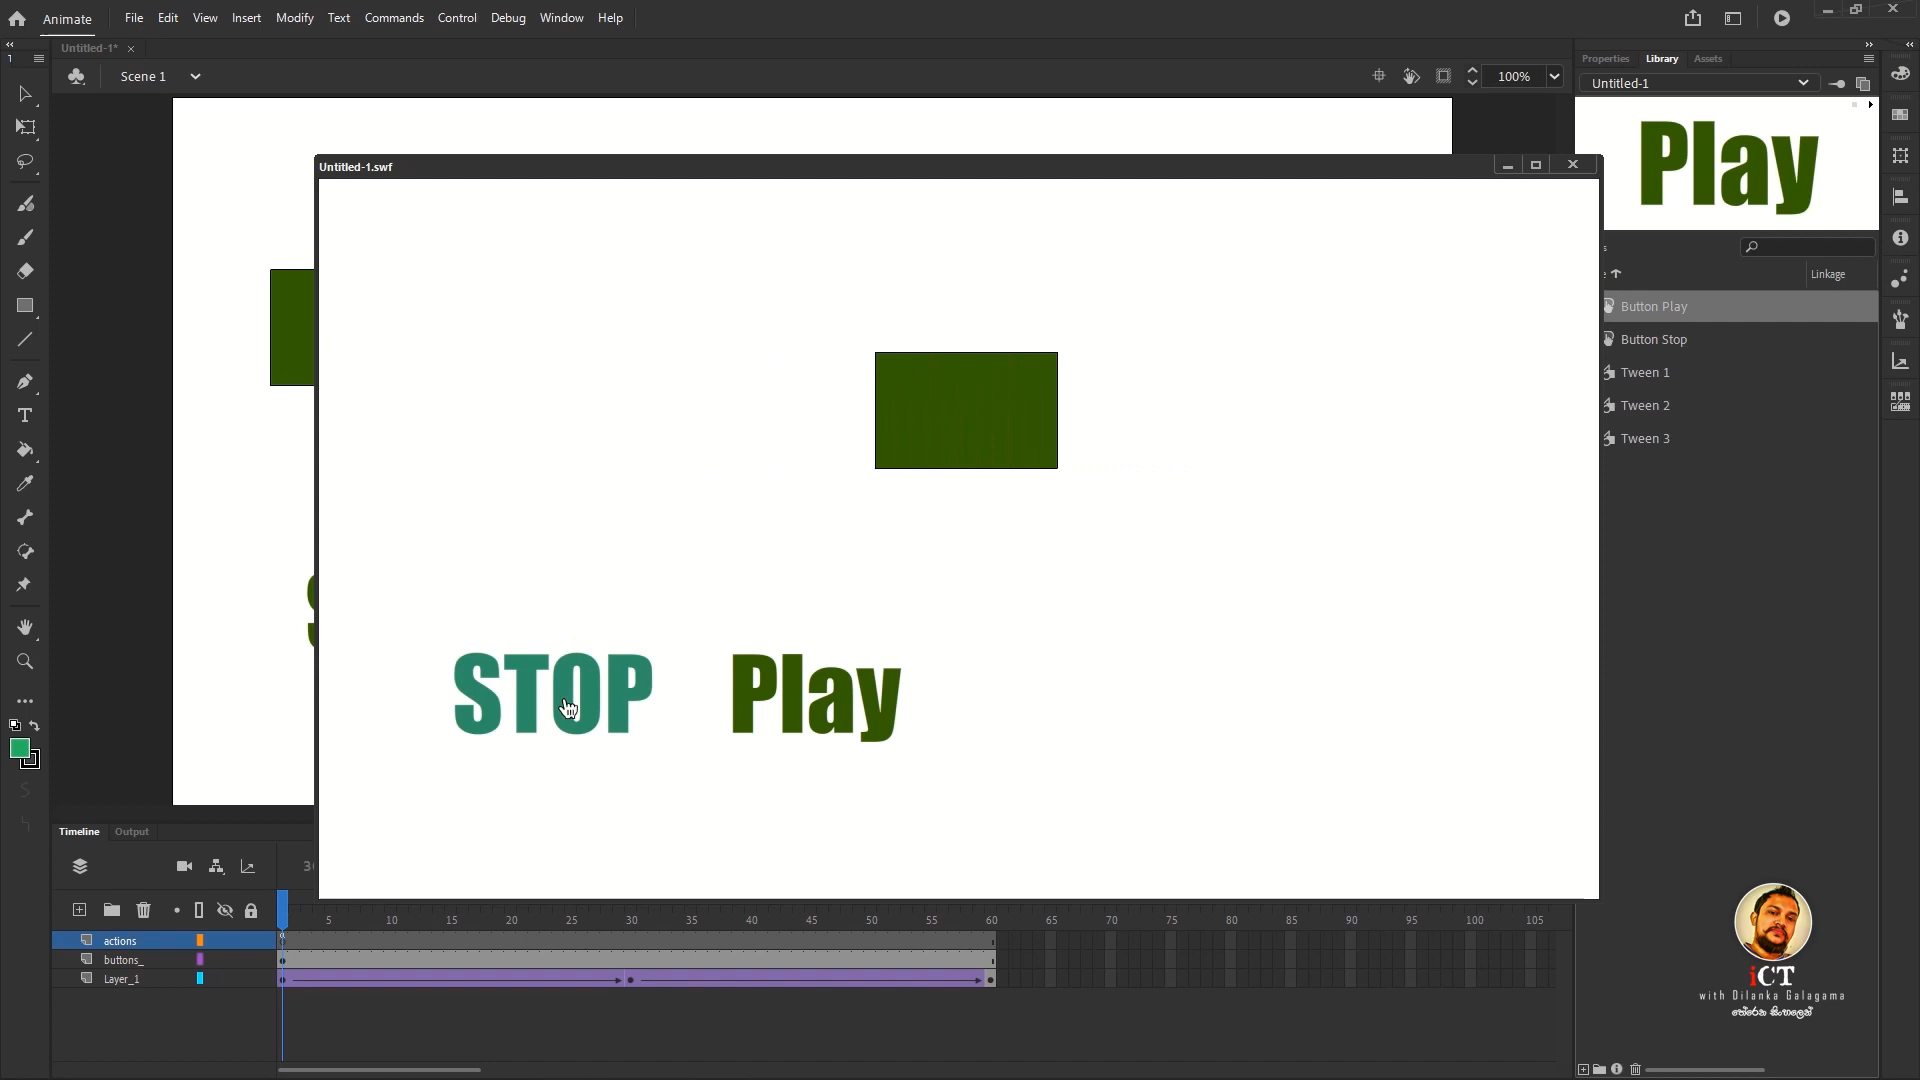 Animate File Edit View Insert Modify Text Commands Control Debug Window Help
Untitled-1*
Scene 1 100%
Properties Library Assets
Untitled-1
Play
Untitled-1.swf
Linkage
Button Play
Button Stop
Tween 1
Tween 2
Tween 3
STOP Play
Timeline Output
5 10 15 20 25 30 35 40 45 50 55 60 65 70 75 80 85 90 95 100 105
actions
buttons_
Layer_1
iCT
with Dilanka Galagama
තේරෙන සිංහලෙන්